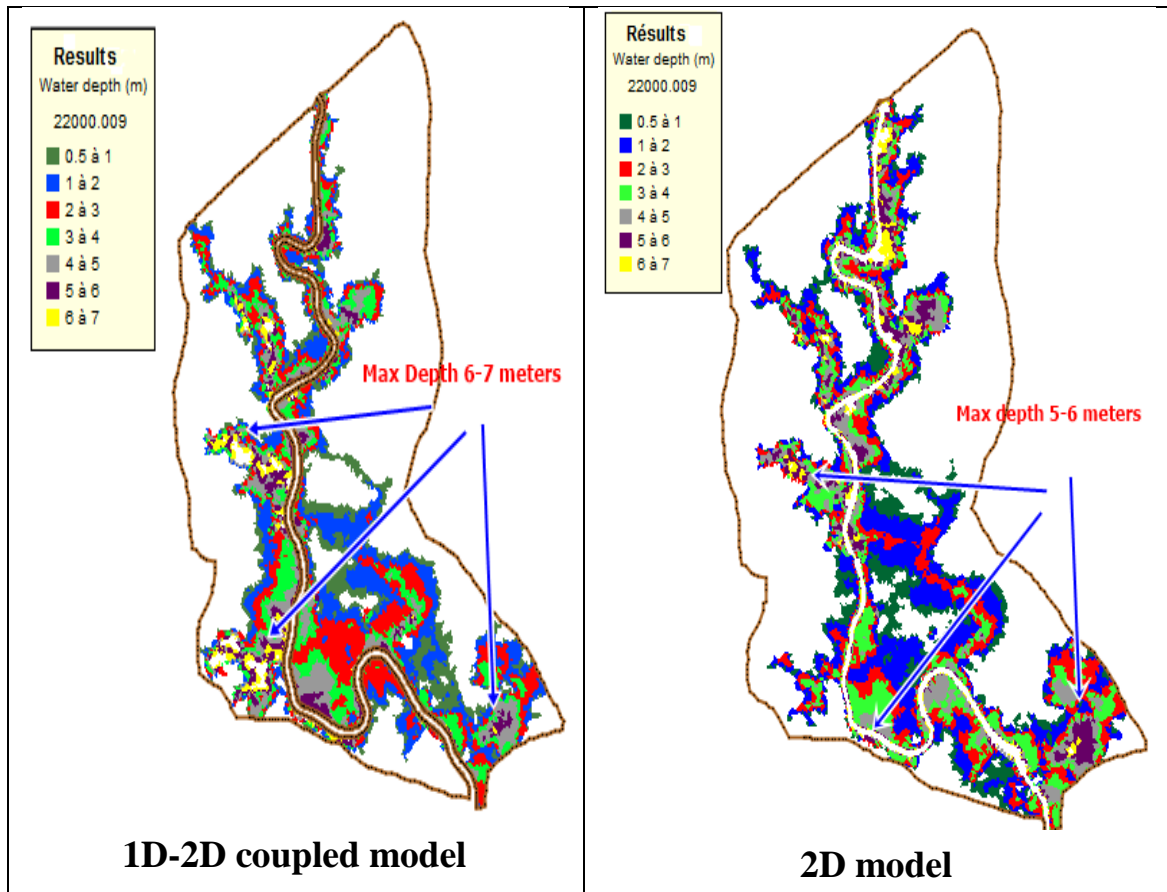 Results
Water depth (m)
22000.009
0.5 à 1
1 à 2
2 à 3
3 à 4
4 à 5
5 à 6
6 à 7
Max Depth 6-7 meters
1D-2D coupled model
Résults
Water depth (m)
22000.009
0.5 à 1
1 à 2
2 à 3
3 à 4
4 à 5
5 à 6
6 à 7
Max depth 5-6 meters
2D model